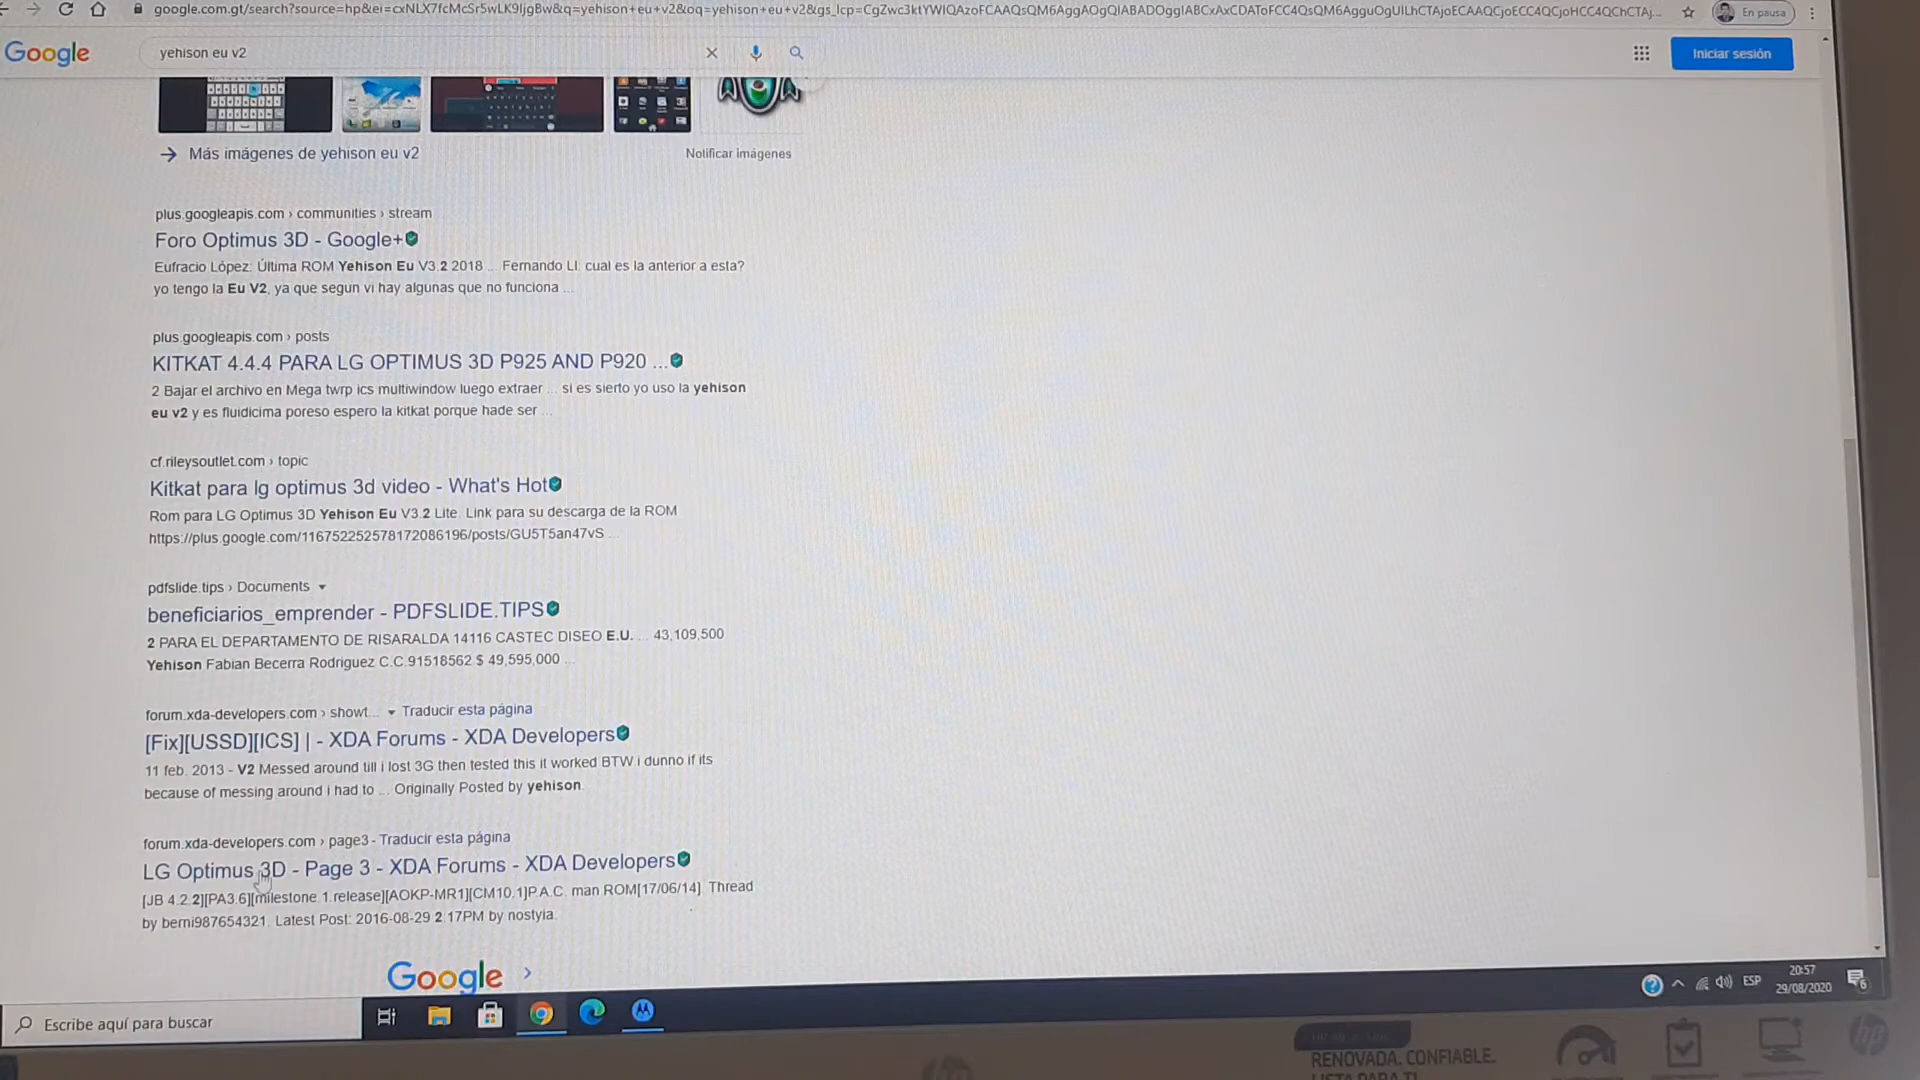 google.com.gt/search?source=hp&ei=cxNLX7fcMcSr5wLK9IjgBw&q=yehison+eu+v2&oq=yehison+eu+v2&gs_lcp=
En pausa
Google
yehison eu v2
Iniciar sesión
Más imágenes de yehison eu v2
Notificar imágenes
plus.googleapis.com › communities › stream
Foro Optimus 3D - Google+
Eufracio López: Última ROM Yehison Eu V3.2 2018 ... Fernando Ll. cual es la anterior a esta?
yo tengo la Eu V2, ya que segun vi hay algunas que no funciona ...
plus.googleapis.com › posts
KITKAT 4.4.4 PARA LG OPTIMUS 3D P925 AND P920 ...
2 Bajar el archivo en Mega twrp ics multiwindow luego extraer ... si es sierto yo uso la yehison
eu v2 y es fluidicima poreso espero la kitkat porque hade ser ...
cf.rileysoutlet.com › topic
Kitkat para lg optimus 3d video - What's Hot
Rom para LG Optimus 3D Yehison Eu V3.2 Lite. Link para su descarga de la ROM
https://plus.google.com/116752252578172086196/posts/GU5T5an47vS ...
pdfslide.tips › Documents
beneficiarios_emprender - PDFSLIDE.TIPS
2 PARA EL DEPARTAMENTO DE RISARALDA 14116 CASTEC DISEO E.U. ... 43,109,500
Yehison Fabian Becerra Rodriguez C.C.91518562 $ 49,595,000 ...
forum.xda-developers.com › showt... Traducir esta página
[Fix][USSD][ICS] | - XDA Forums - XDA Developers
11 feb. 2013 - V2 Messed around till i lost 3G then tested this it worked BTW i dunno if its
because of messing around i had to ... Originally Posted by yehison.
forum.xda-developers.com › page3 - Traducir esta página
LG Optimus 3D - Page 3 - XDA Forums - XDA Developers
[JB 4.2.2][PA3.6][milestone.1.release][AOKP-MR1][CM10.1]P.A.C. man ROM[17/06/14]. Thread
by berni987654321. Latest Post: 2016-08-29 2:17PM by nostyia.
Google
Escribe aquí para buscar
ESP
20:57
29/08/2020
6
RENOVADA. CONFIABLE.
LISTA PARA TI.
hp